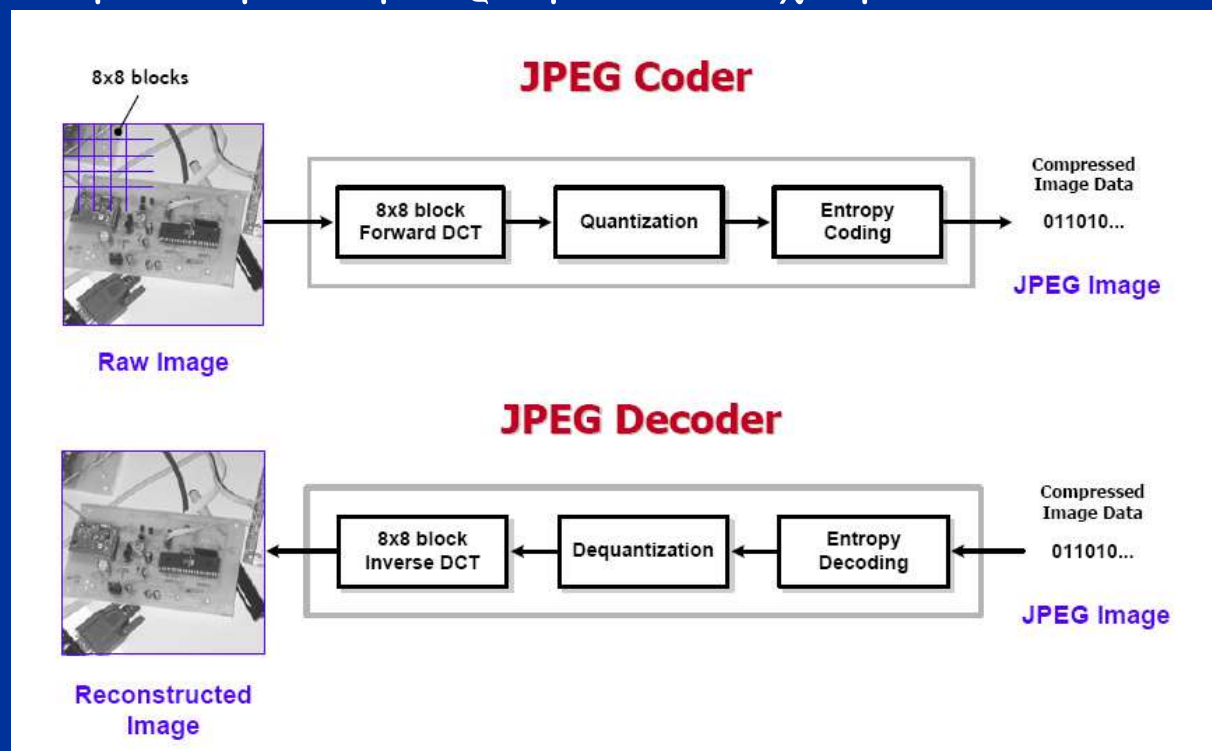 JPEG Coder
8x8 blocks
8x8 block
Forward DCT
Quantization
Entropy
Coding
Compressed
Image Data
011010...
JPEG Image
Raw Image
JPEG Decoder
8x8 block
Inverse DCT
Dequantization
Entropy
Decoding
Compressed
Image Data
011010...
JPEG Image
Reconstructed
Image